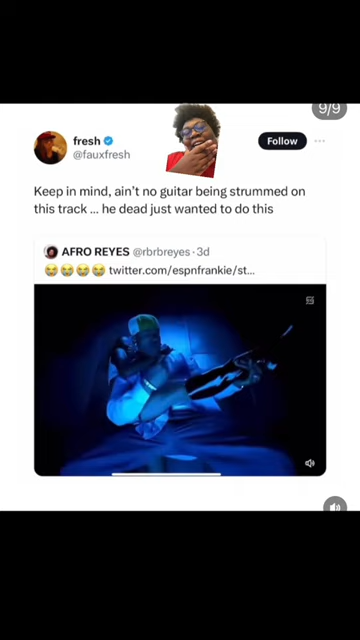 9/9
fresh
@fauxfresh
Follow
Keep in mind, ain't no guitar being strummed on
this track ... he dead just wanted to do this
AFRO REYES @rbrbreyes · 3d
😭😭😭😭 twitter.com/espnfrankie/st...